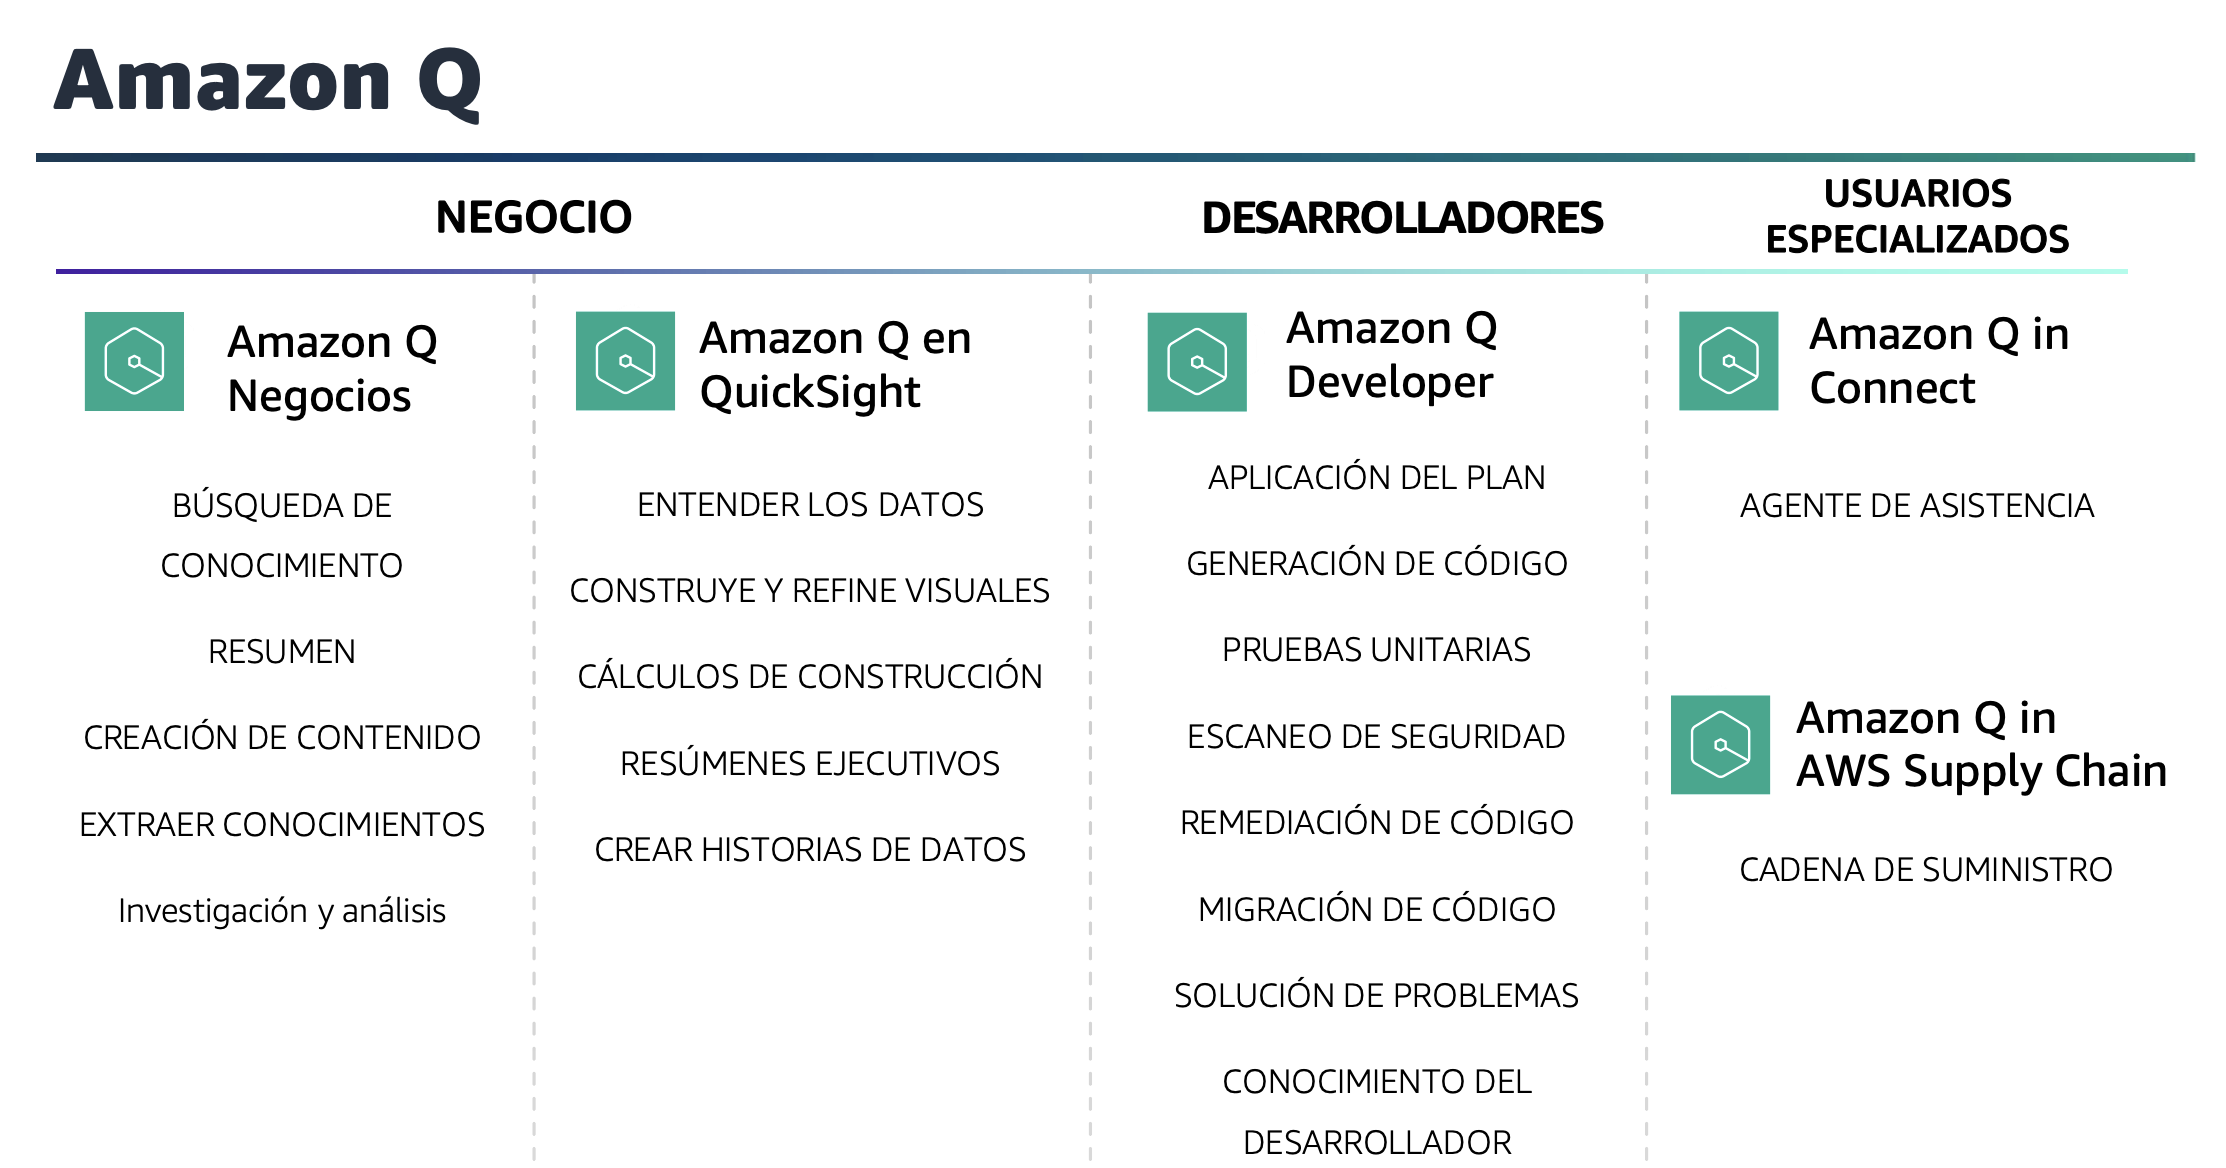 Amazon Q
NEGOCIO
DESARROLLADORES
USUARIOS
ESPECIALIZADOS
Amazon Q
Negocios
BÚSQUEDA DE
CONOCIMIENTO
RESUMEN
CREACIÓN DE CONTENIDO
EXTRAER CONOCIMIENTOS
Investigación y análisis
Amazon Q en
QuickSight
ENTENDER LOS DATOS
CONSTRUYE Y REFINE VISUALES
CÁLCULOS DE CONSTRUCCIÓN
RESÚMENES EJECUTIVOS
CREAR HISTORIAS DE DATOS
Amazon Q
Developer
APLICACIÓN DEL PLAN
GENERACIÓN DE CÓDIGO
PRUEBAS UNITARIAS
ESCANEO DE SEGURIDAD
REMEDIACIÓN DE CÓDIGO
MIGRACIÓN DE CÓDIGO
SOLUCIÓN DE PROBLEMAS
CONOCIMIENTO DEL
DESARROLLADOR
Amazon Q in
Connect
AGENTE DE ASISTENCIA
Amazon Q in
AWS Supply Chain
CADENA DE SUMINISTRO